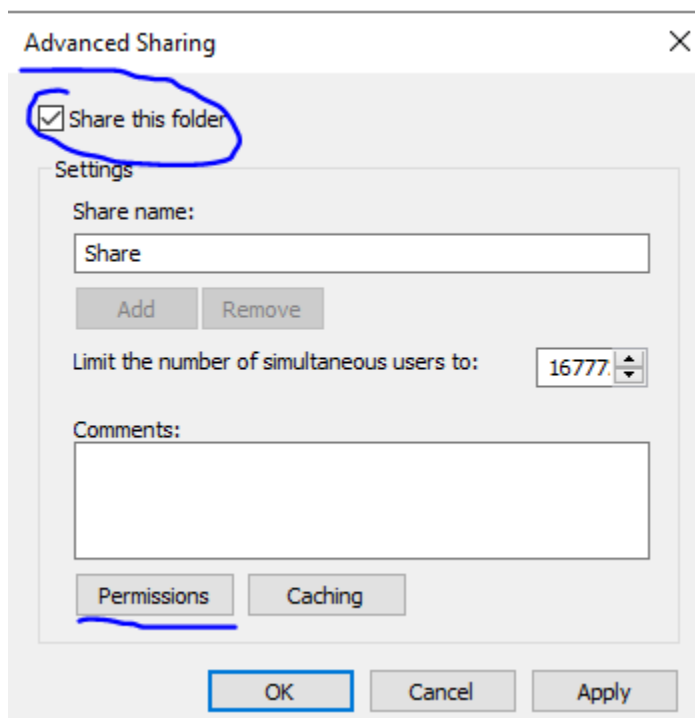 Advanced Sharing
Share this folder
Settings
Share name:
Share
Add Remove
Limit the number of simultaneous users to: 16777
Comments:
Permissions Caching
OK Cancel Apply